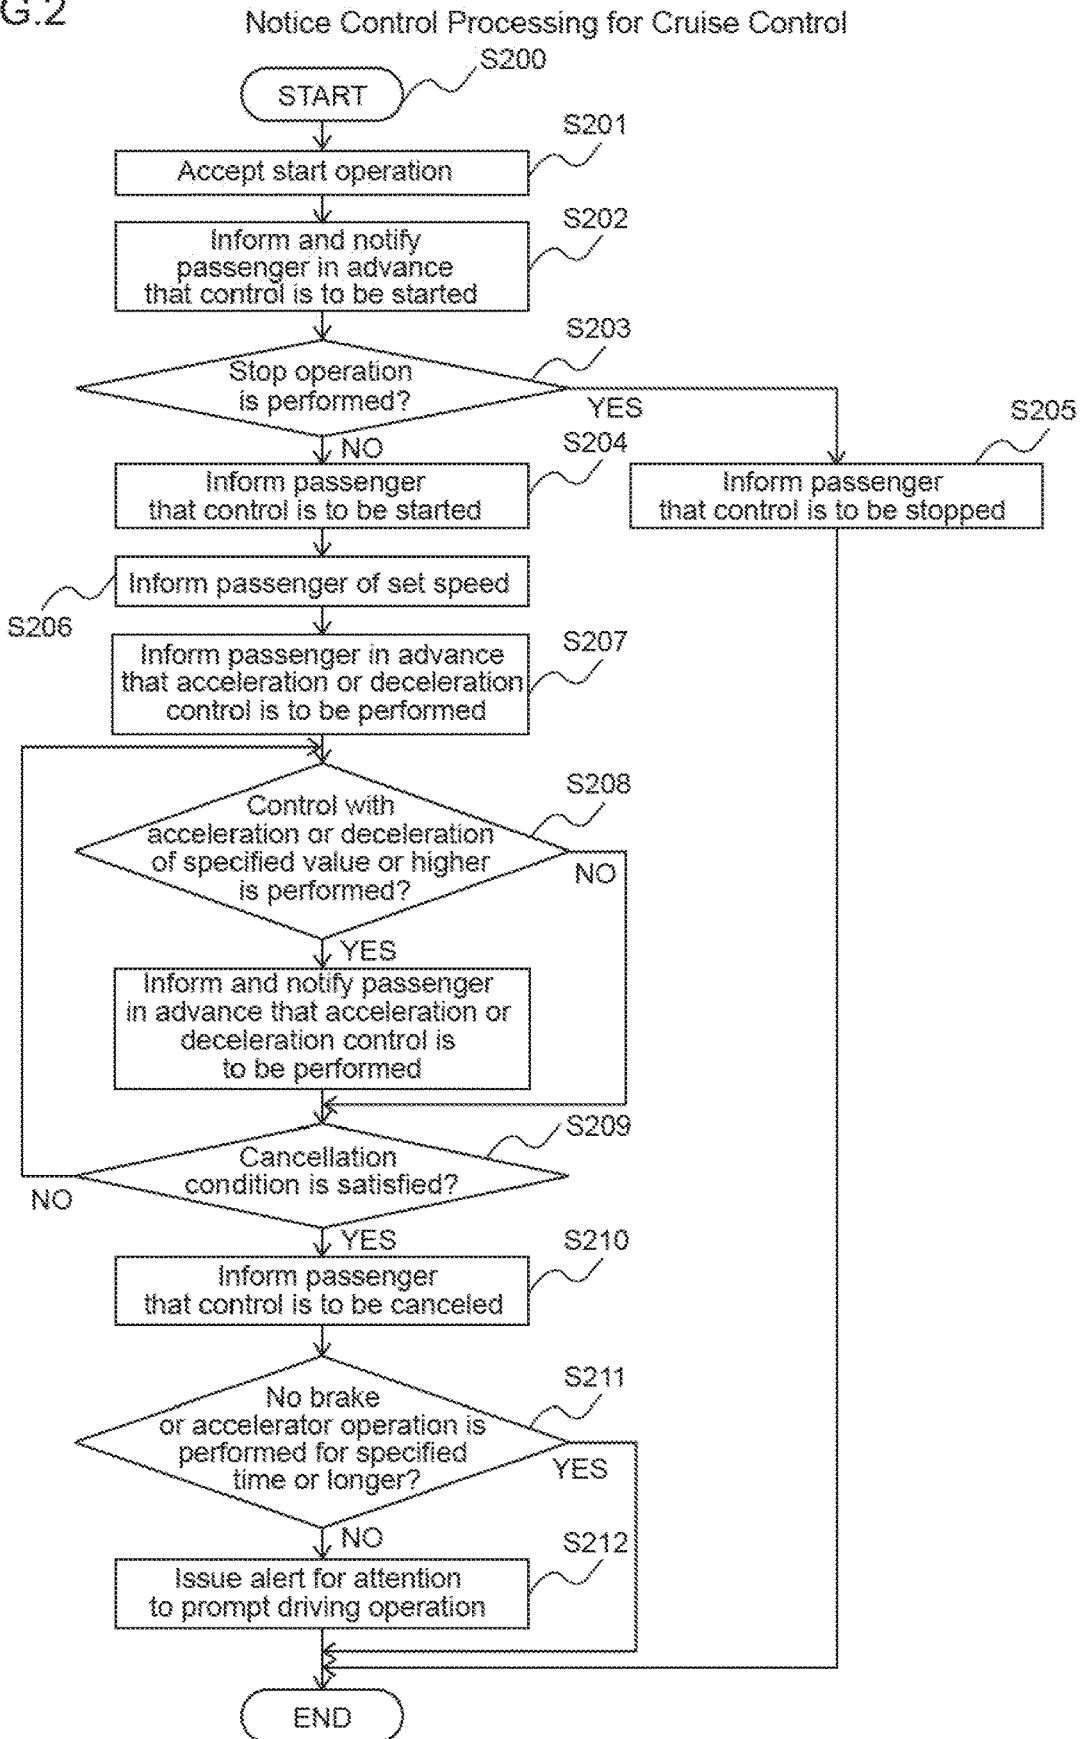 G.2
Notice Control Processing for Cruise Control
S200
START
S201
Accept start operation
S202
Inform and notify
passenger in advance
that control is to be started
S203
Stop operation
is performed?
YES
NO
S204
Inform passenger
that control is to be started
S205
Inform passenger
that control is to be stopped
Inform passenger of set speed
S206
S207
Inform passenger in advance
that acceleration or deceleration
control is to be performed
S208
Control with
acceleration or deceleration
of specified value or higher
is performed?
NO
YES
Inform and notify passenger
in advance that acceleration or
deceleration control is
to be performed
S209
Cancellation
condition is satisfied?
NO
YES
S210
Inform passenger
that control is to be canceled
S211
No brake
or accelerator operation is
performed for specified
time or longer?
YES
NO
S212
Issue alert for attention
to prompt driving operation
END